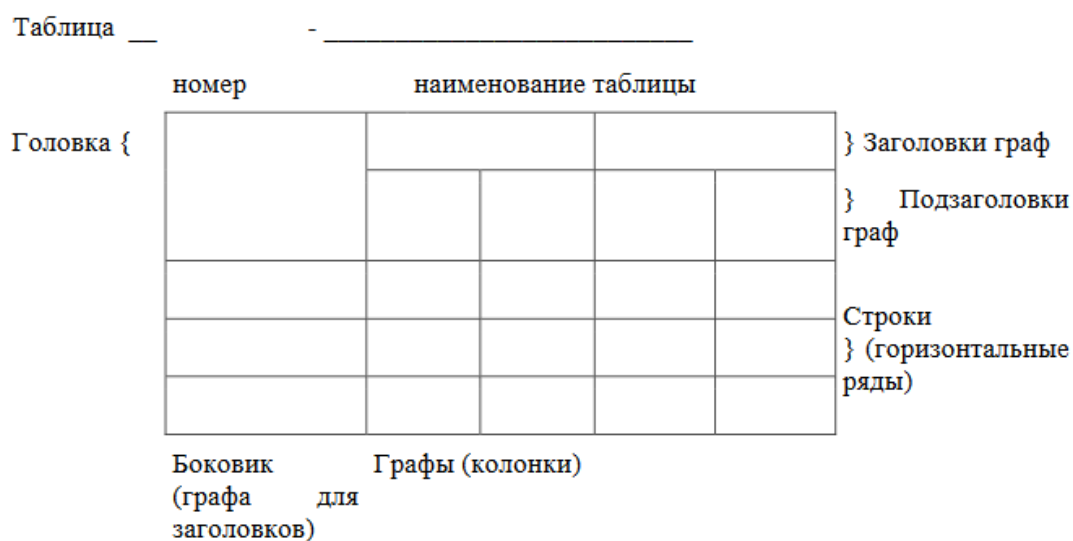 Таблица __ - __________________________
номер наименование таблицы
Головка {
} Заголовки граф
} Подзаголовки
граф
Строки
} (горизонтальные
ряды)
Боковик Графы (колонки)
(графа для
заголовков)